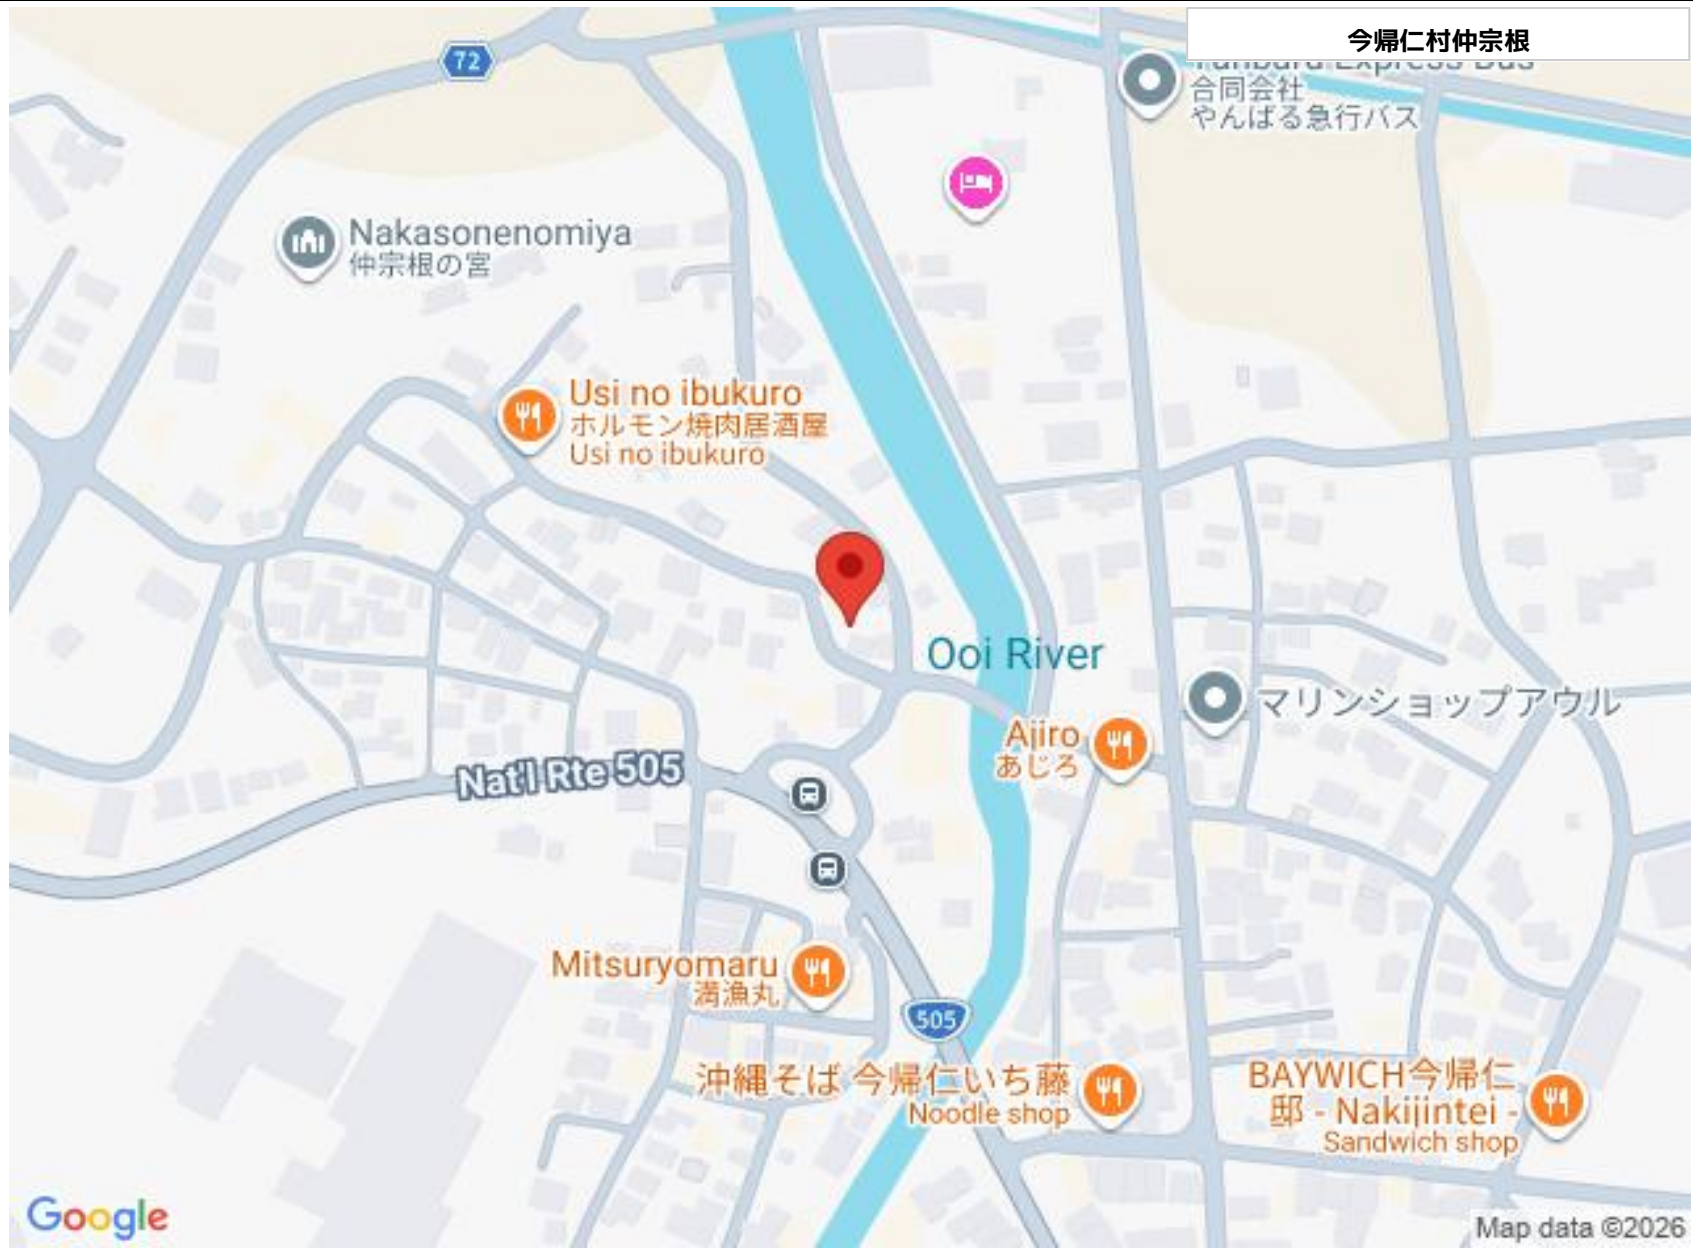 今帰仁村仲宗根
72
合同会社
やんばる急行バス
Nakasonenomiya
仲宗根の宮
Usi no ibukuro
ホルモン焼肉居酒屋
Usi no ibukuro
Ooi River
マリンショップアウル
Ajiro
あじろ
Nat'l Rte 505
Mitsuryomaru
満漁丸
505
沖縄そば 今帰仁いち藤
Noodle shop
BAYWICH今帰仁
邸 - Nakijintei -
Sandwich shop
Google
Map data ©2026